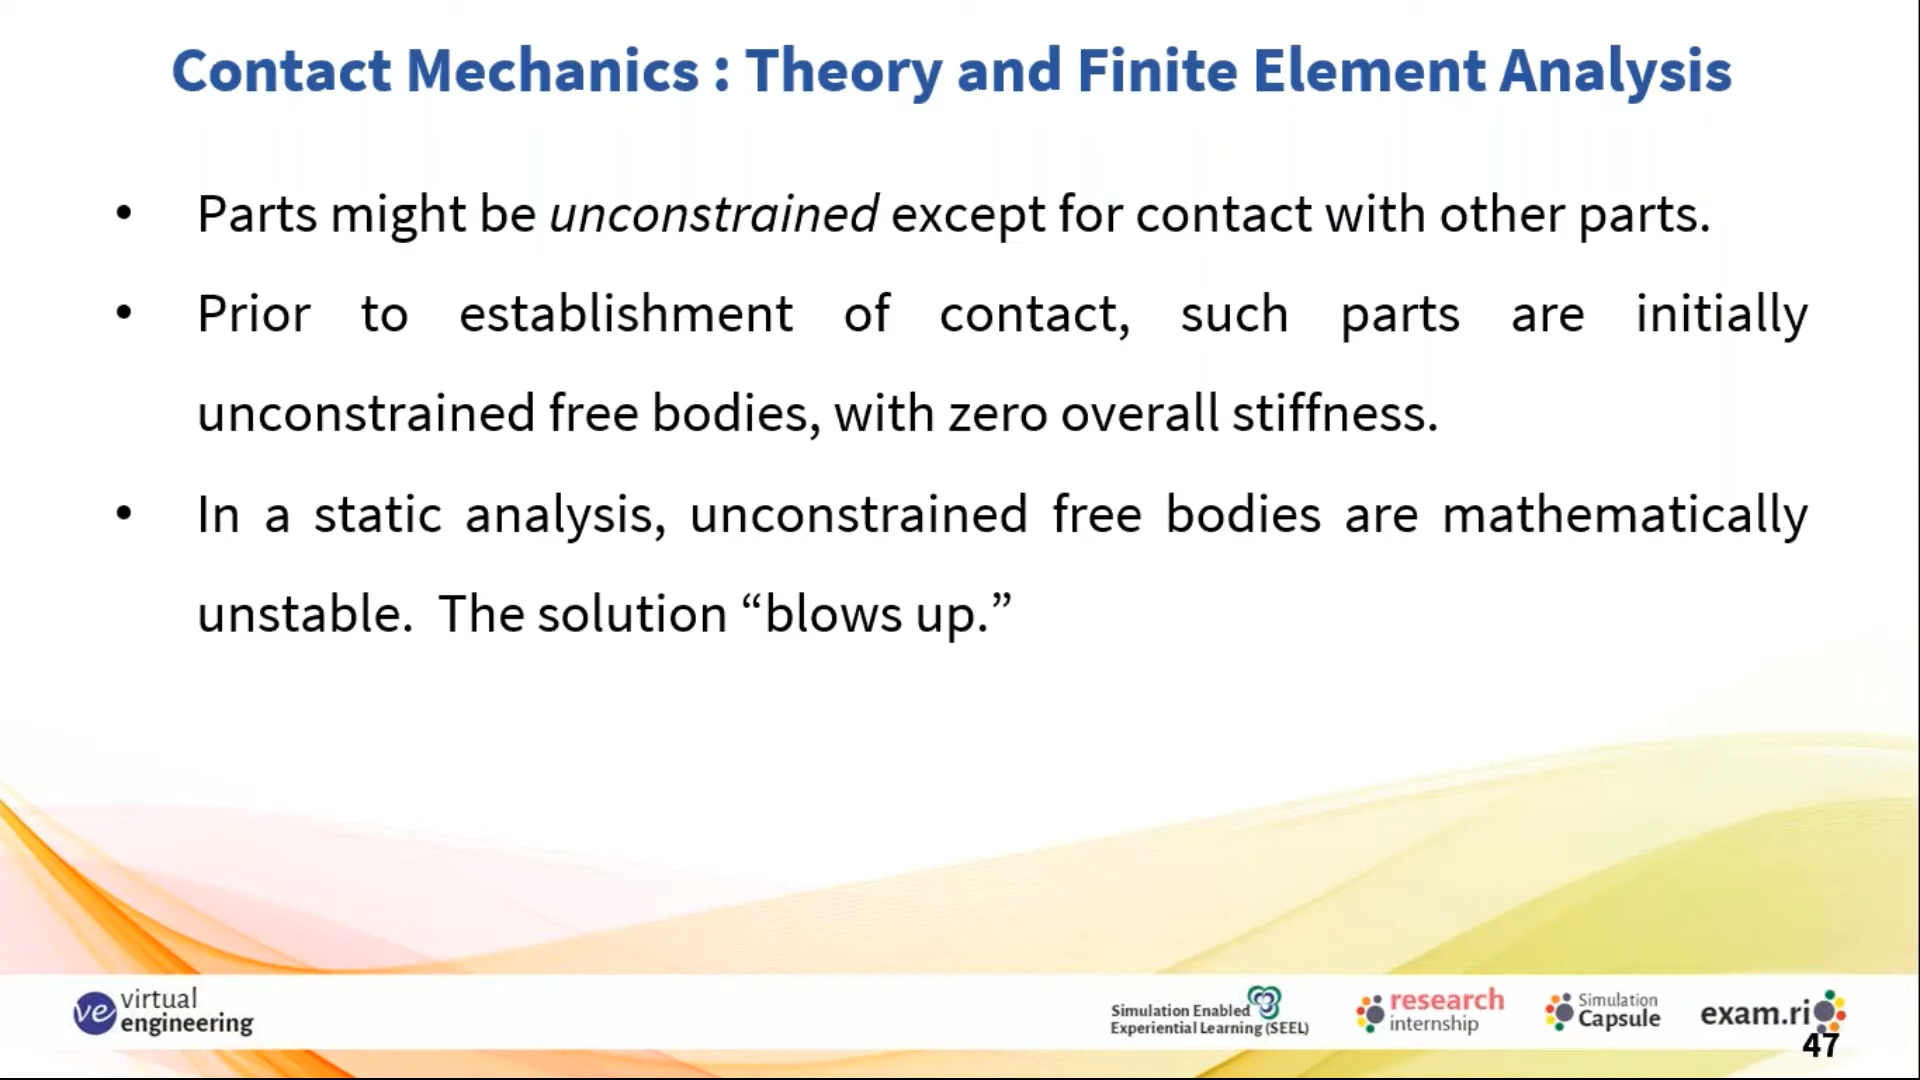 Contact Mechanics : Theory and Finite Element Analysis
• Parts might be unconstrained except for contact with other parts.
• Prior to establishment of contact, such parts are initially
unconstrained free bodies, with zero overall stiffness.
• In a static analysis, unconstrained free bodies are mathematically
unstable.  The solution “blows up.”
ve virtual
engineering
Simulation Enabled
Experiential Learning (SEEL)
research
internship
Simulation
Capsule
exam.ri
47